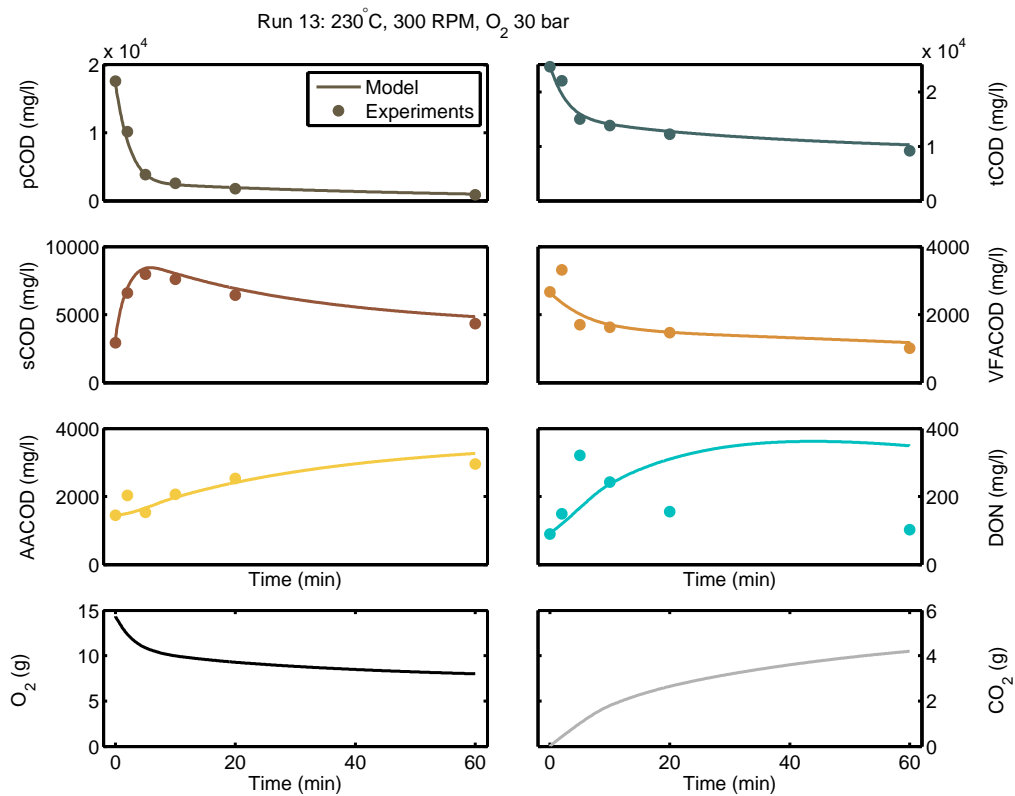 Run 13: 230°C, 300 RPM, O2 30 bar
x 10^4
2
1
0
pCOD (mg/l)
Model
Experiments
x 10^4
2
1
0
tCOD (mg/l)
10000
5000
0
sCOD (mg/l)
4000
2000
0
VFACOD (mg/l)
4000
2000
0
AACOD (mg/l)
Time (min)
400
200
0
DON (mg/l)
Time (min)
15
10
5
0
O2 (g)
0 20 40 60
Time (min)
6
4
2
0
CO2 (g)
0 20 40 60
Time (min)